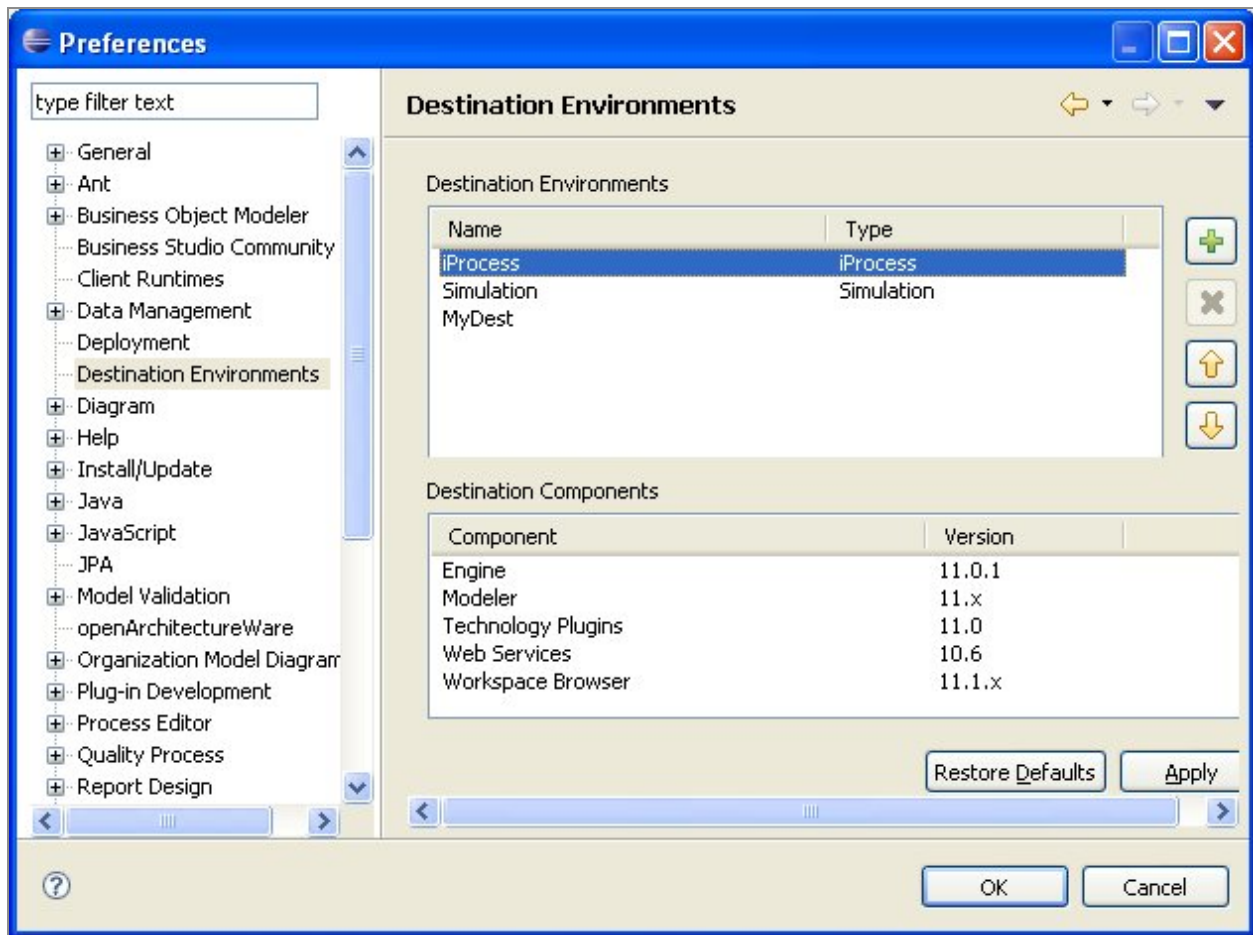 Preferences
type filter text
General
Ant
Business Object Modeler
Business Studio Community
Client Runtimes
Data Management
Deployment
Destination Environments
Diagram
Help
Install/Update
Java
JavaScript
JPA
Model Validation
openArchitectureWare
Organization Model Diagram
Plug-in Development
Process Editor
Quality Process
Report Design
Destination Environments
Destination Environments
Name Type
iProcess iProcess
Simulation Simulation
MyDest
Destination Components
Component Version
Engine 11.0.1
Modeler 11.x
Technology Plugins 11.0
Web Services 10.6
Workspace Browser 11.1.x
Restore Defaults Apply
OK Cancel